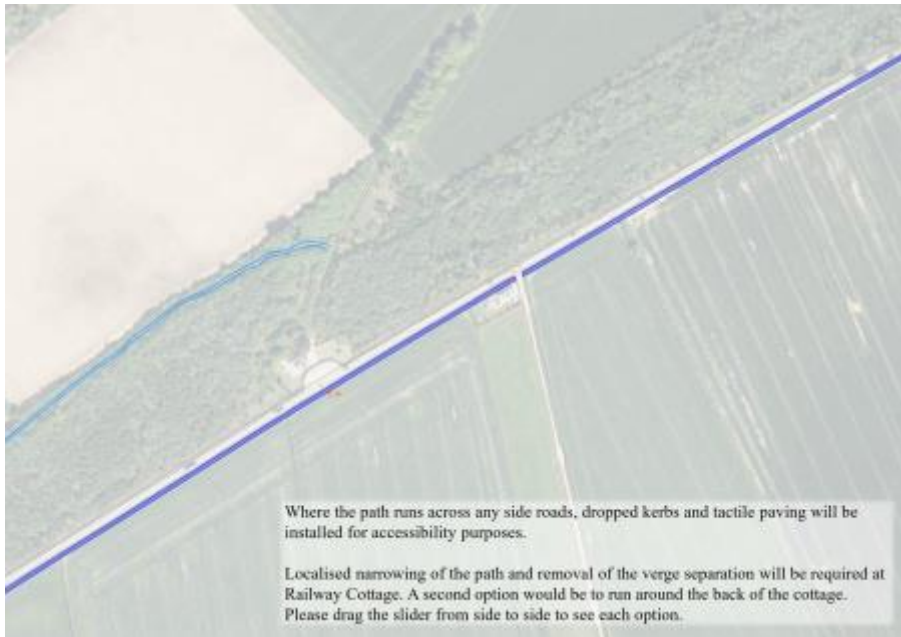 Where the path runs across any side roads, dropped kerbs and tactile paving will be
installed for accessibility purposes.
Localised narrowing of the path and removal of the verge separation will be required at
Railway Cottage. A second option would be to run around the back of the cottage.
Please drag the slider from side to side to see each option.